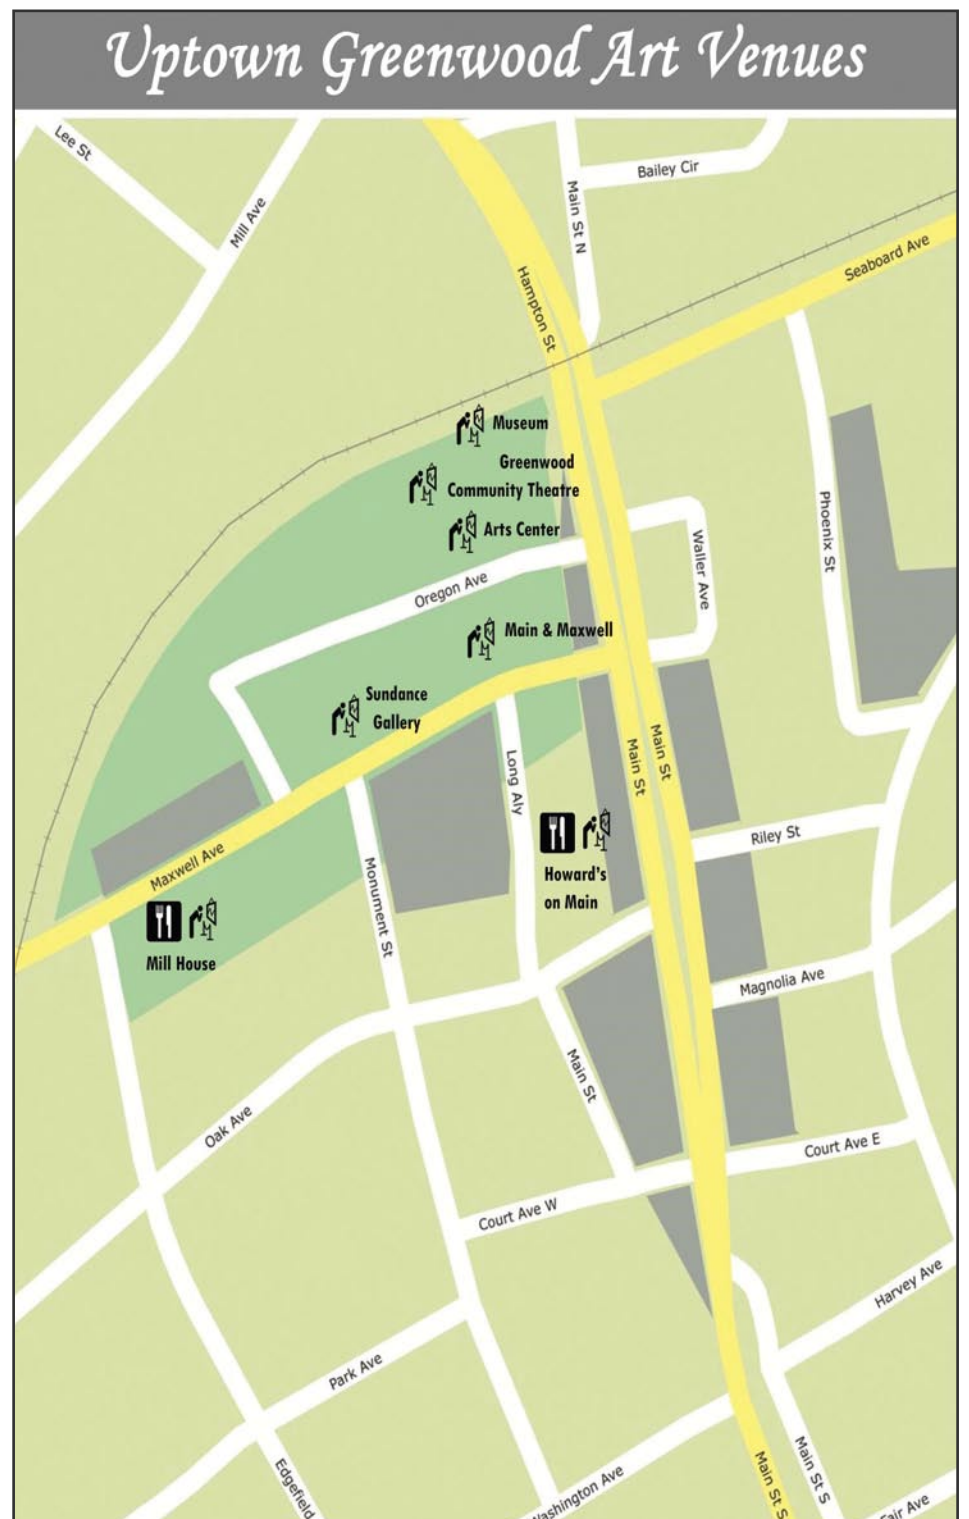 Uptown Greenwood Art Venues
Lee St
Mill Ave
Bailey Cir
Main St N
Seaboard Ave
Hampton St
Museum
Greenwood
Community Theatre
Arts Center
Phoenix St
Waller Ave
Oregon Ave
Main & Maxwell
Sundance
Gallery
Main St
Main St
Long Aly
Riley St
Maxwell Ave
Howard's
on Main
Monument St
Mill House
Magnolia Ave
Main St
Oak Ave
Court Ave E
Court Ave W
Harvey Ave
Park Ave
Edgefield
Washington Ave
Main St S
Main St S
Fair Ave